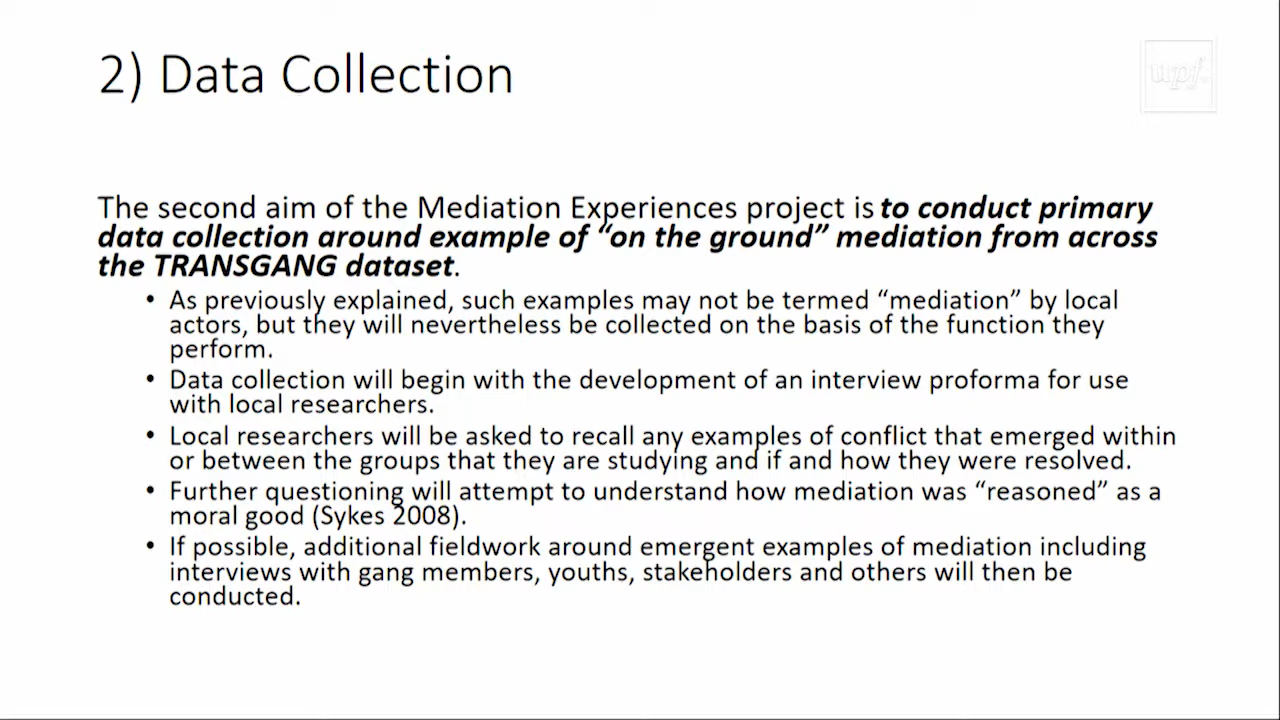 2) Data Collection
upf.
The second aim of the Mediation Experiences project is to conduct primary
data collection around example of “on the ground” mediation from across
the TRANSGANG dataset.
• As previously explained, such examples may not be termed “mediation” by local
actors, but they will nevertheless be collected on the basis of the function they
perform.
• Data collection will begin with the development of an interview proforma for use
with local researchers.
• Local researchers will be asked to recall any examples of conflict that emerged within
or between the groups that they are studying and if and how they were resolved.
• Further questioning will attempt to understand how mediation was “reasoned” as a
moral good (Sykes 2008).
• If possible, additional fieldwork around emergent examples of mediation including
interviews with gang members, youths, stakeholders and others will then be
conducted.